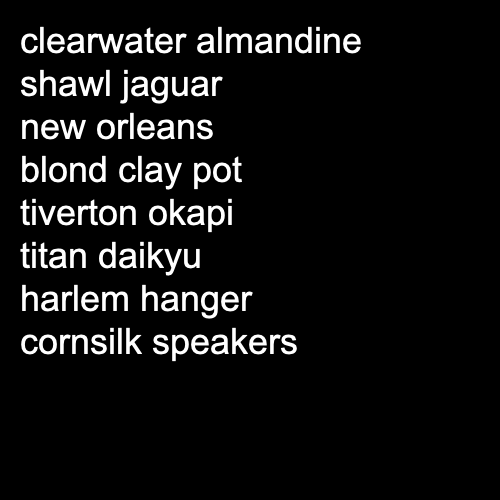 clearwater almandine
shawl jaguar
new orleans
blond clay pot
tiverton okapi
titan daikyu
harlem hanger
cornsilk speakers